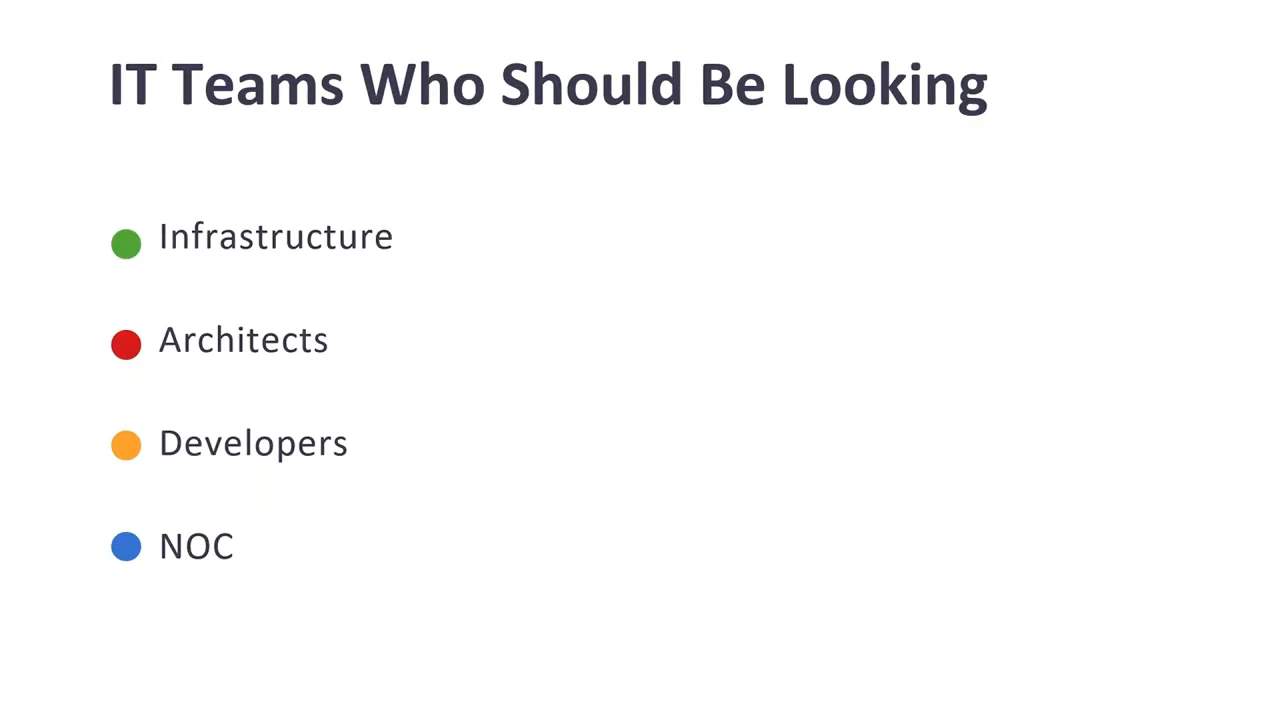 IT Teams Who Should Be Looking
Infrastructure
Architects
Developers
NOC